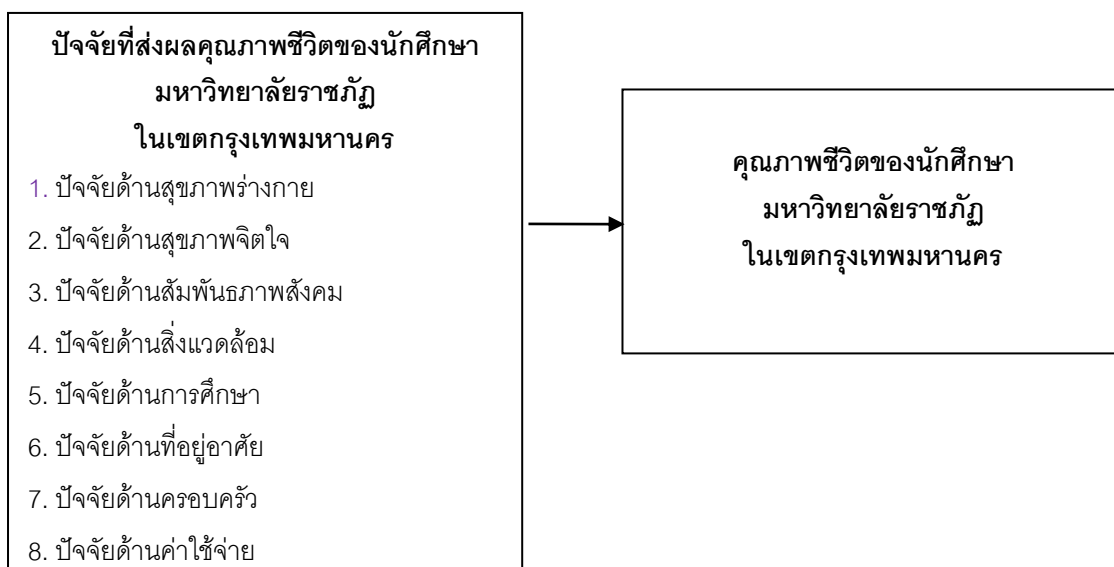 ปัจจัยที่ส่งผลคุณภาพชีวิตของนักศึกษา
มหาวิทยาลัยราชภัฏ
ในเขตกรุงเทพมหานคร
1. ปัจจัยด้านสุขภาพร่างกาย
2. ปัจจัยด้านสุขภาพจิตใจ
3. ปัจจัยด้านสัมพันธภาพสังคม
4. ปัจจัยด้านสิ่งแวดล้อม
5. ปัจจัยด้านการศึกษา
6. ปัจจัยด้านที่อยู่อาศัย
7. ปัจจัยด้านครอบครัว
8. ปัจจัยด้านค่าใช้จ่าย
คุณภาพชีวิตของนักศึกษา
มหาวิทยาลัยราชภัฏ
ในเขตกรุงเทพมหานคร